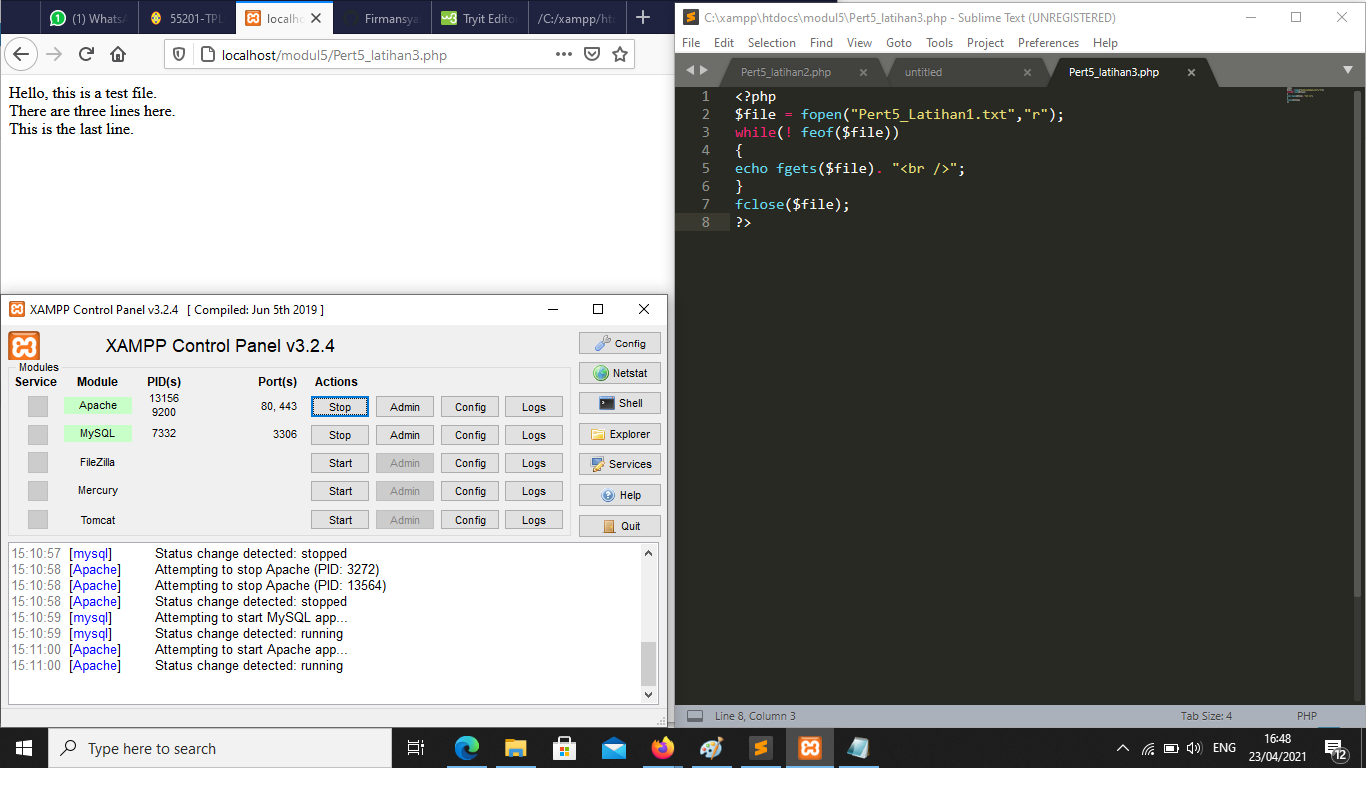 (1) Whats
55201-TPL
localh
Firmansya
Tryit Edito
/C:/xampp/ht
localhost/modul5/Pert5_latihan3.php
Hello, this is a test file.
There are three lines here.
This is the last line.
C:\xampp\htdocs\modul5\Pert5_latihan3.php - Sublime Text (UNREGISTERED)
File Edit Selection Find View Goto Tools Project Preferences Help
Pert5_latihan2.php untitled Pert5_latihan3.php
1 <?php
2 $file = fopen("Pert5_Latihan1.txt","r");
3 while(! feof($file))
4 {
5 echo fgets($file). "<br />";
6 }
7 fclose($file);
8 ?>
Line 8, Column 3 Tab Size: 4 PHP
XAMPP Control Panel v3.2.4 [ Compiled: Jun 5th 2019 ]
XAMPP Control Panel v3.2.4
Modules
Service Module PID(s) Port(s) Actions
Apache 13156 9200 80, 443 Stop Admin Config Logs
MySQL 7332 3306 Stop Admin Config Logs
FileZilla Start Admin Config Logs
Mercury Start Admin Config Logs
Tomcat Start Admin Config Logs
Config
Netstat
Shell
Explorer
Services
Help
Quit
15:10:57 [mysql] Status change detected: stopped
15:10:58 [Apache] Attempting to stop Apache (PID: 3272)
15:10:58 [Apache] Attempting to stop Apache (PID: 13564)
15:10:58 [Apache] Status change detected: stopped
15:10:59 [mysql] Attempting to start MySQL app...
15:10:59 [mysql] Status change detected: running
15:11:00 [Apache] Attempting to start Apache app...
15:11:00 [Apache] Status change detected: running
Type here to search
ENG
16:48
23/04/2021
12